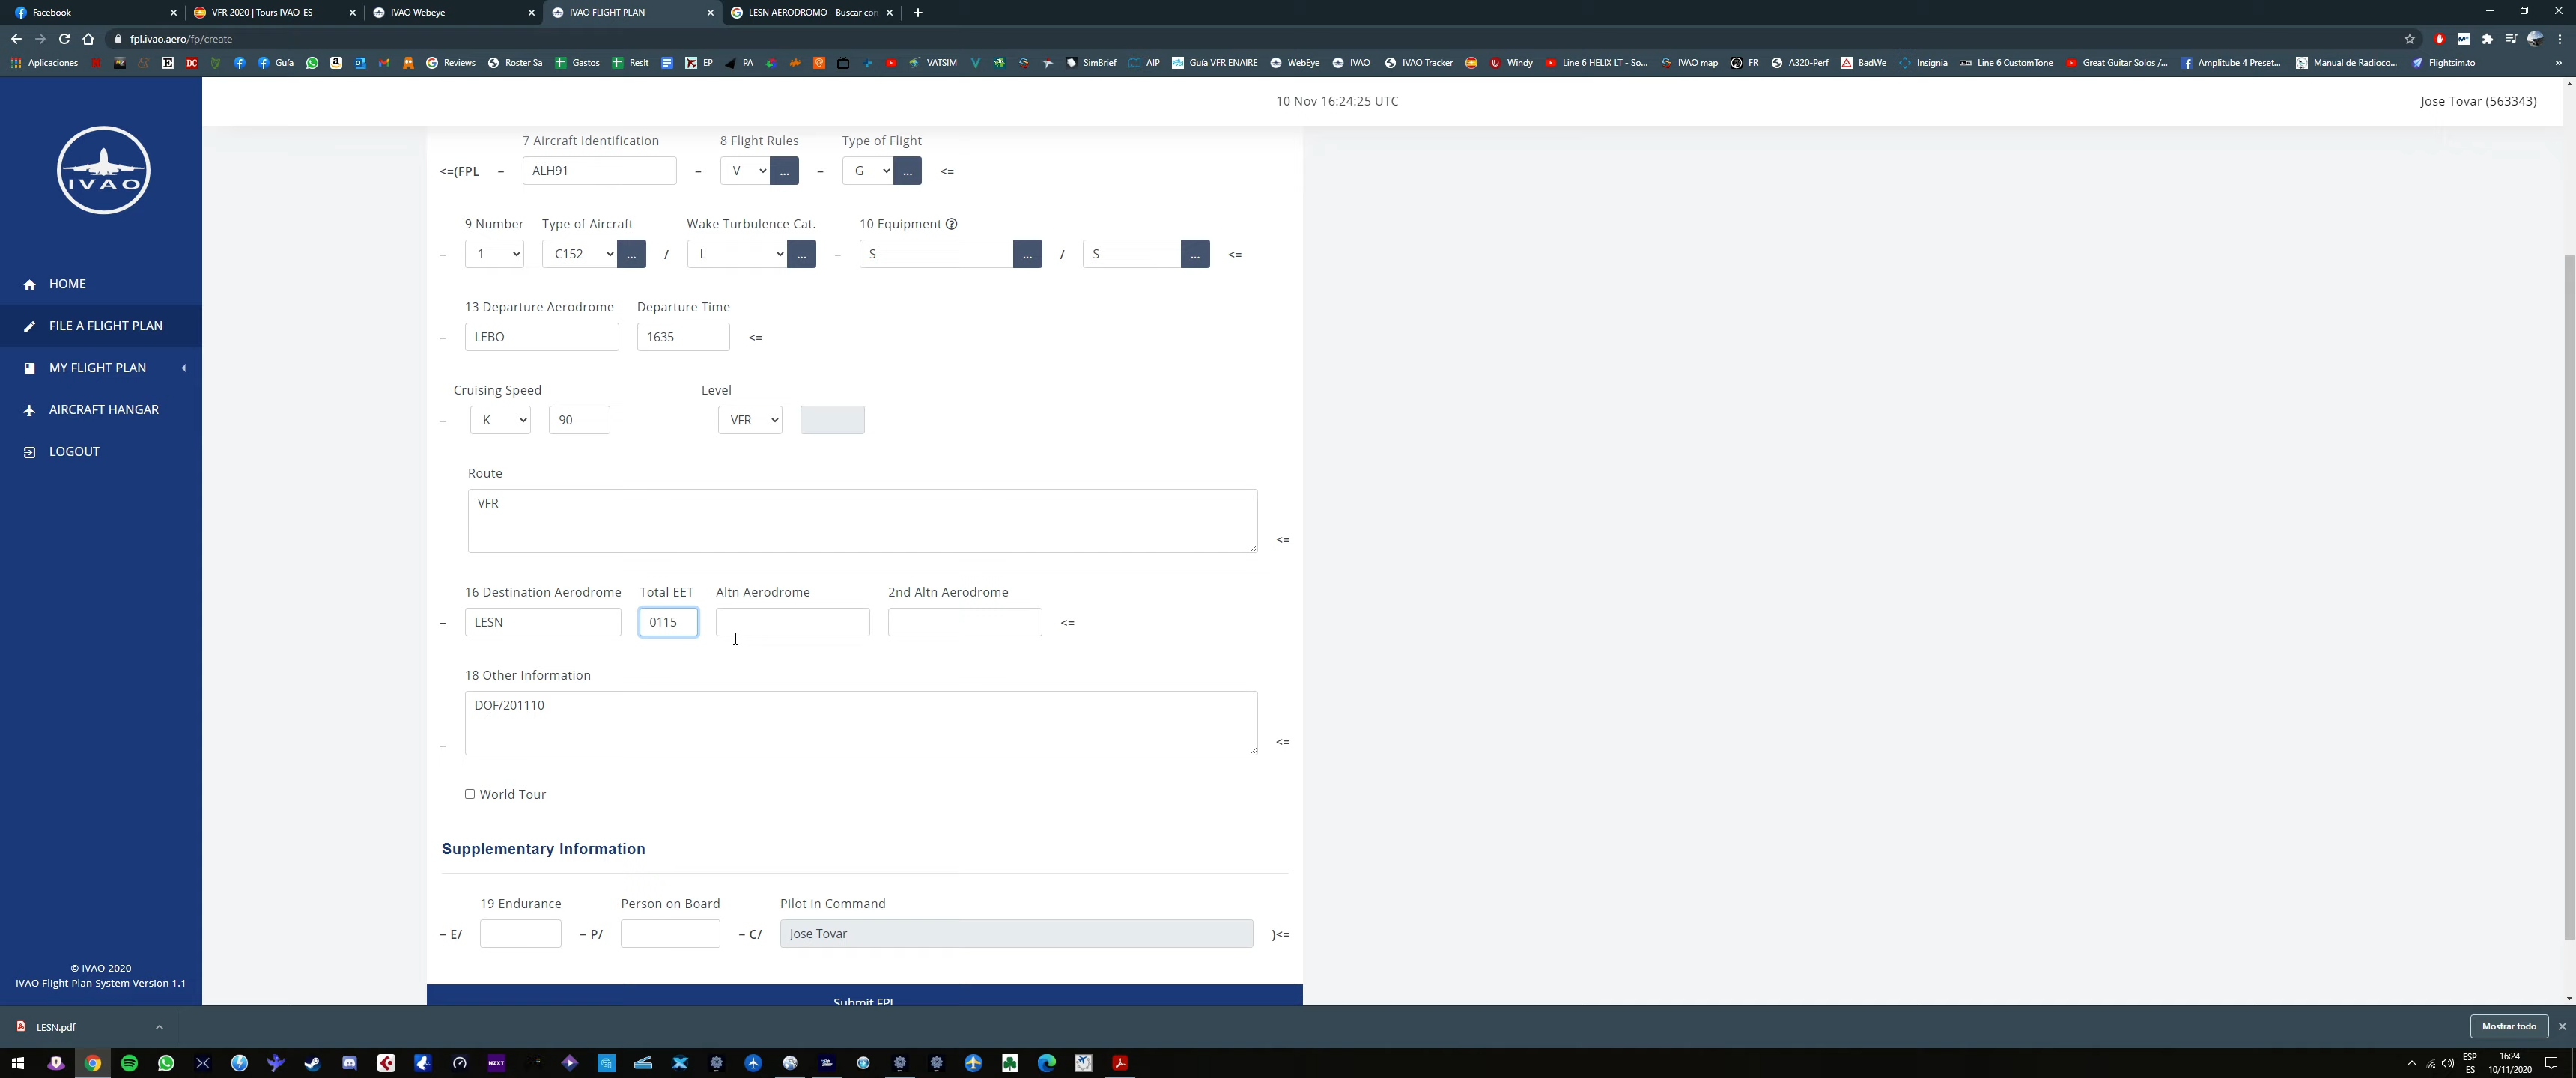 Facebook
VFR 2020 | Tours IVAO-ES
IVAO Webeye
IVAO FLIGHT PLAN
LESN AERODROMO - Buscar con
fpl.ivao.aero/fp/create
Aplicaciones
Guía
Reviews
Roster Sa
Gastos
Reslt
EP
PA
VATSIM
SimBrief
AIP
Guía VFR ENAIRE
WebEye
IVAO
IVAO Tracker
Windy
Line 6 HELIX LT - So...
IVAO map
FR
A320-Perf
BadWe
Insignia
Line 6 CustomTone
Great Guitar Solos /...
Amplitube 4 Preset...
Manual de Radioco...
Flightsim.to
»
10 Nov 16:24:25 UTC
Jose Tovar (563343)
IVAO
HOME
FILE A FLIGHT PLAN
MY FLIGHT PLAN
AIRCRAFT HANGAR
LOGOUT
© IVAO 2020
IVAO Flight Plan System Version 1.1
7 Aircraft Identification
8 Flight Rules
Type of Flight
<=(FPL – ALH91 – V ... – G ... <=
9 Number
Type of Aircraft
Wake Turbulence Cat.
10 Equipment
– 1 C152 ... / L ... – S ... / S ... <=
13 Departure Aerodrome
Departure Time
– LEBO 1635 <=
Cruising Speed
Level
– K 90 VFR
Route
VFR
<=
16 Destination Aerodrome
Total EET
Altn Aerodrome
2nd Altn Aerodrome
– LESN 0115 <=
18 Other Information
DOF/201110
– <=
World Tour
Supplementary Information
19 Endurance
Person on Board
Pilot in Command
– E/ – P/ – C/ Jose Tovar )<=
Submit FPL
LESN.pdf
Mostrar todo
NZXT
ESP
ES
16:24
10/11/2020